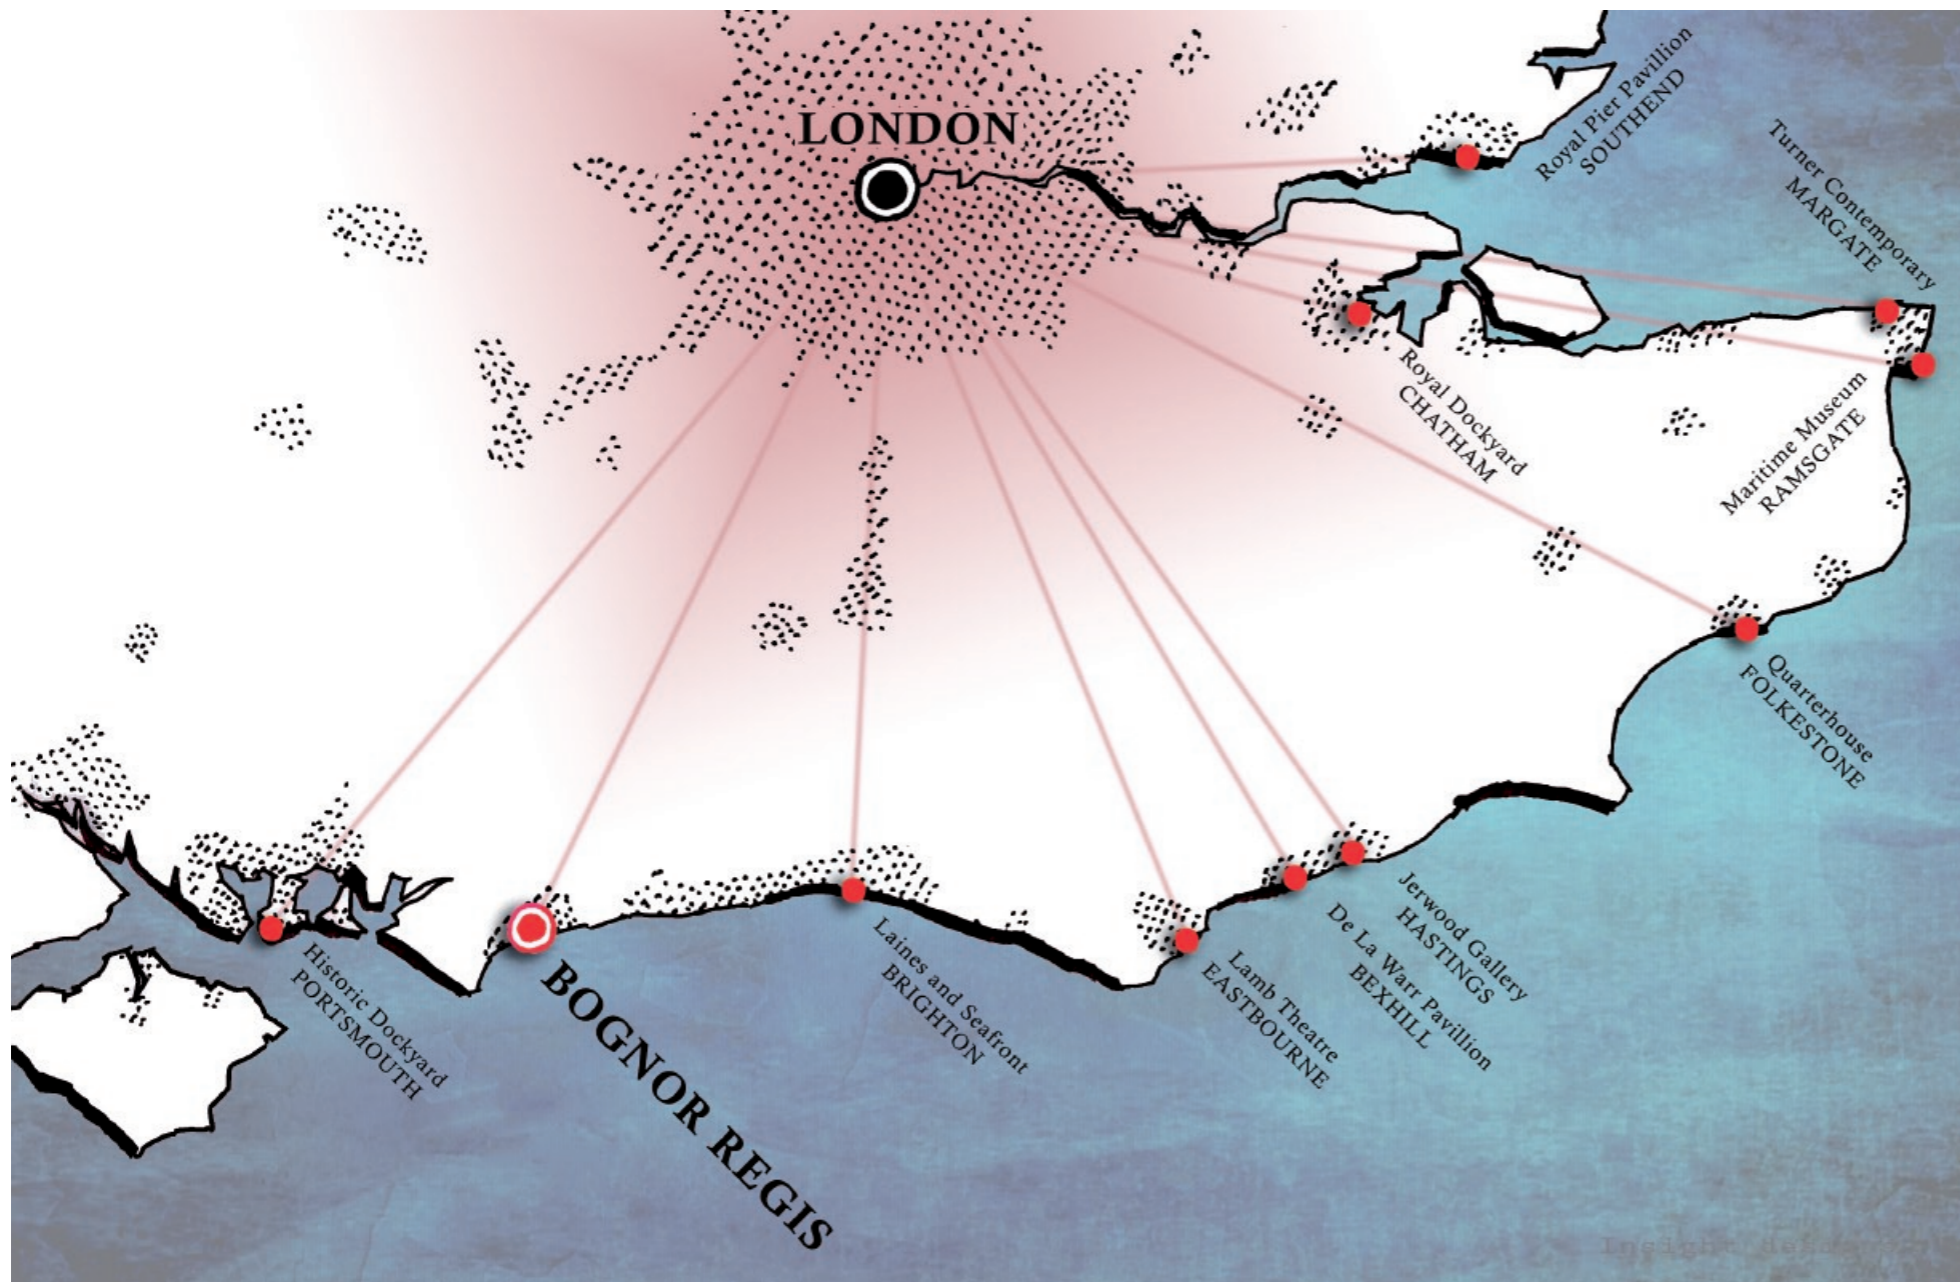 LONDON
Royal Pier Pavillion
SOUTHEND
Turner Contemporary
MARGATE
Royal Dockyard
CHATHAM
Maritime Museum
RAMSGATE
Quarterhouse
FOLKESTONE
Jerwood Gallery
HASTINGS
De La Warr Pavillion
BEXHILL
Lamb Theatre
EASTBOURNE
Laines and Seafront
BRIGHTON
BOGNOR REGIS
Historic Dockyard
PORTSMOUTH
Insight